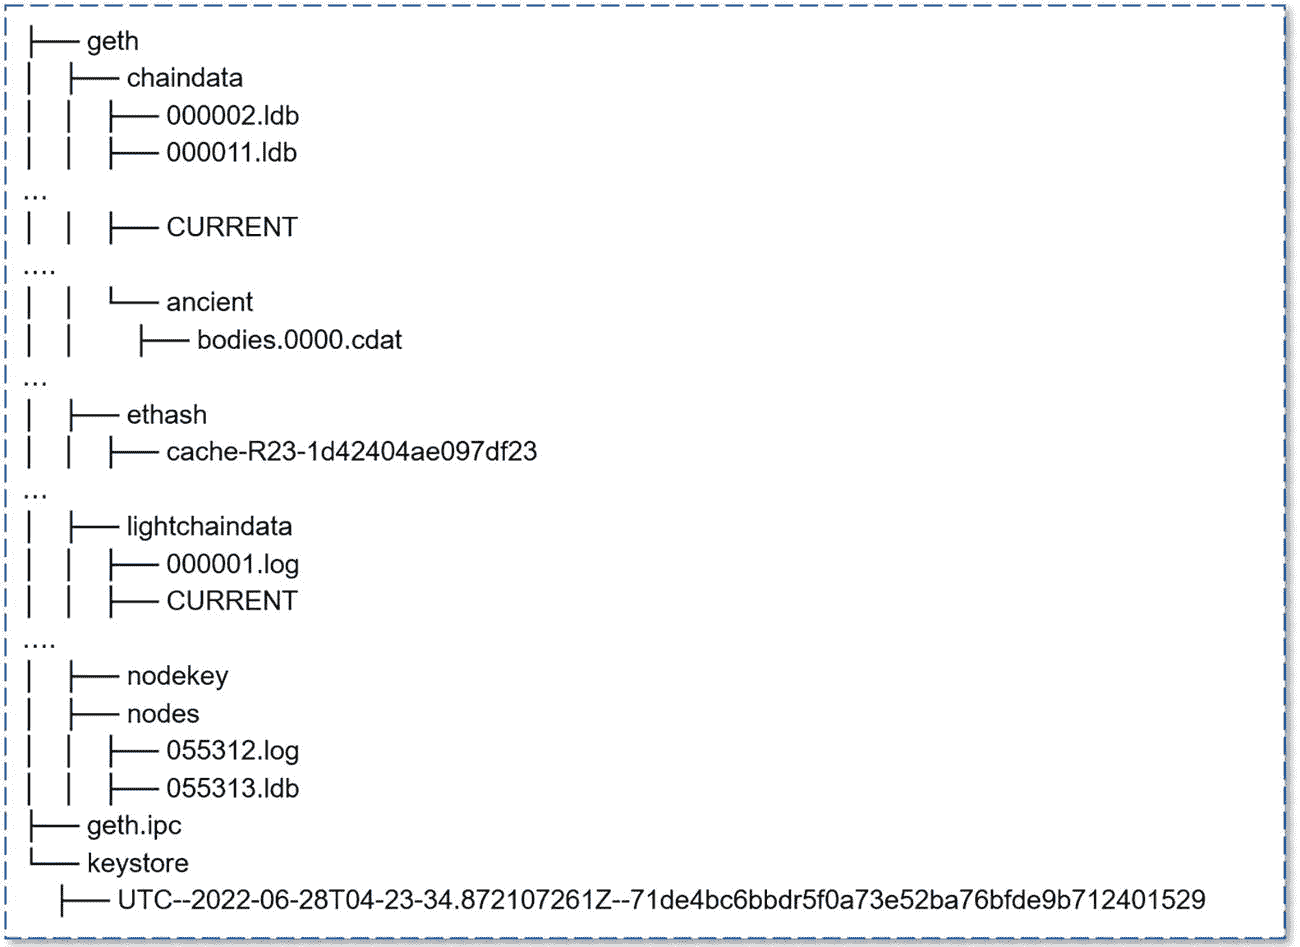 ├── geth
│ ├── chaindata
│ │ ├── 000002.ldb
│ │ ├── 000011.ldb
...
│ │ ├── CURRENT
....
│ │ └── ancient
│ │ ├── bodies.0000.cdat
...
│ ├── ethash
│ │ ├── cache-R23-1d42404ae097df23
...
│ ├── lightchaindata
│ │ ├── 000001.log
│ │ ├── CURRENT
....
│ ├── nodekey
│ ├── nodes
│ │ ├── 055312.log
│ │ ├── 055313.ldb
├── geth.ipc
└── keystore
├── UTC--2022-06-28T04-23-34.872107261Z--71de4bc6bbdr5f0a73e52ba76bfde9b712401529